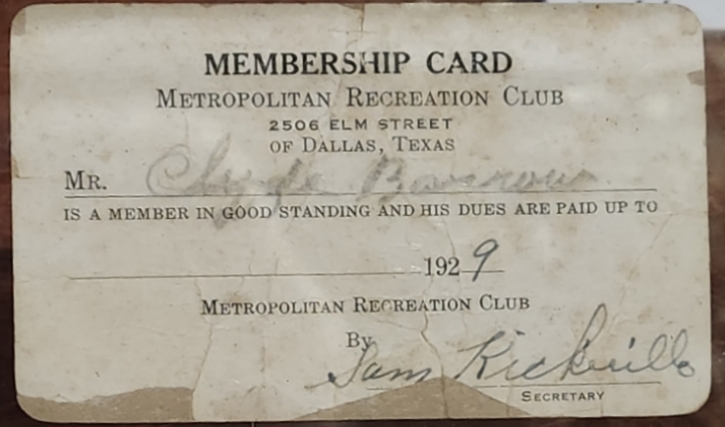 MEMBERSHIP CARD
METROPOLITAN RECREATION CLUB
2506 ELM STREET
OF DALLAS, TEXAS
MR. Clyde Barrow
IS A MEMBER IN GOOD STANDING AND HIS DUES ARE PAID UP TO
1929
METROPOLITAN RECREATION CLUB
By Sam
SECRETARY